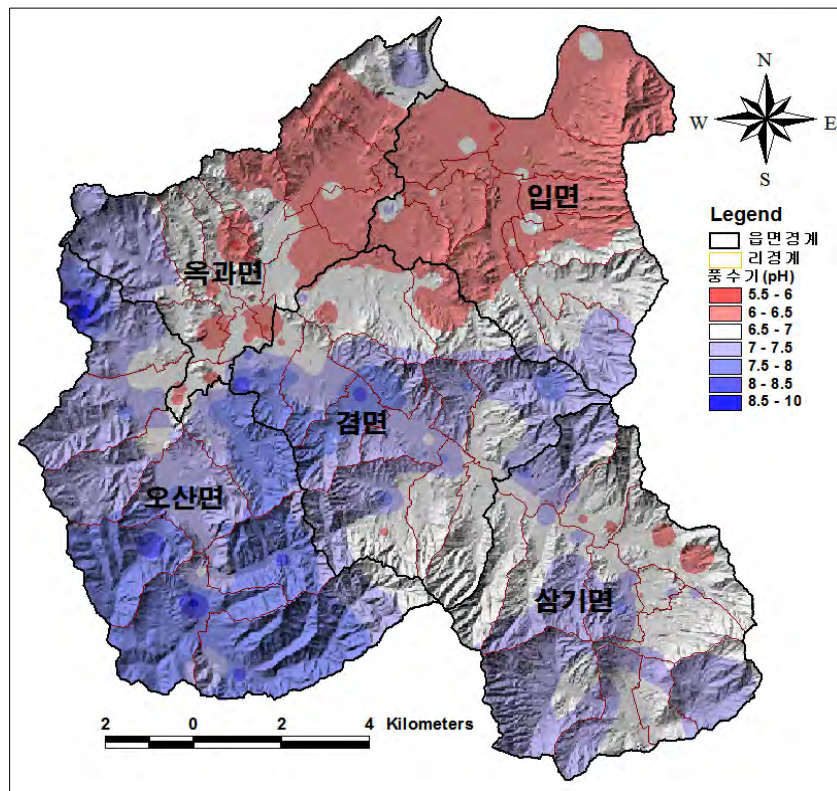 N
W
E
S
입면
옥과면
겸면
오산면
삼기면
Legend
읍면경계
리경계
풍수기(pH)
5.5 - 6
6 - 6.5
6.5 - 7
7 - 7.5
7.5 - 8
8 - 8.5
8.5 - 10
2 0 2 4 Kilometers